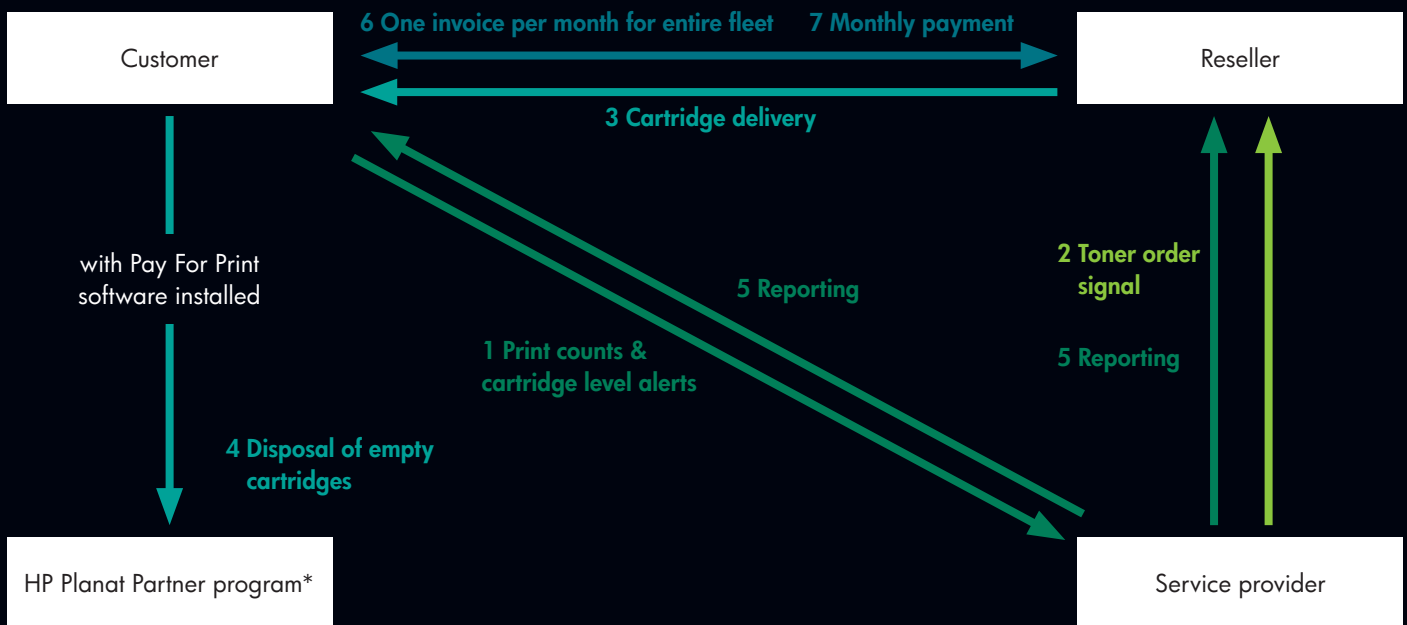 6 One invoice per month for entire fleet
7 Monthly payment
Customer
Reseller
3 Cartridge delivery
with Pay For Print
software installed
2 Toner order
signal
5 Reporting
1 Print counts &
cartridge level alerts
5 Reporting
4 Disposal of empty
cartridges
HP Planat Partner program*
Service provider